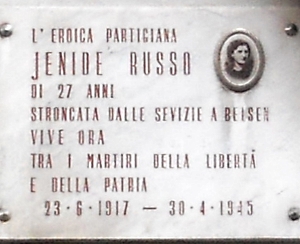 L'EROICA PARTIGIANA
JENIDE RUSSO
DI 27 ANNI
STRONCATA DALLE SEVIZIE A BELSEN
VIVE ORA
TRA I MARTIRI DELLA LIBERTÀ
E DELLA PATRIA
23-6-1917 — 30-4-1945